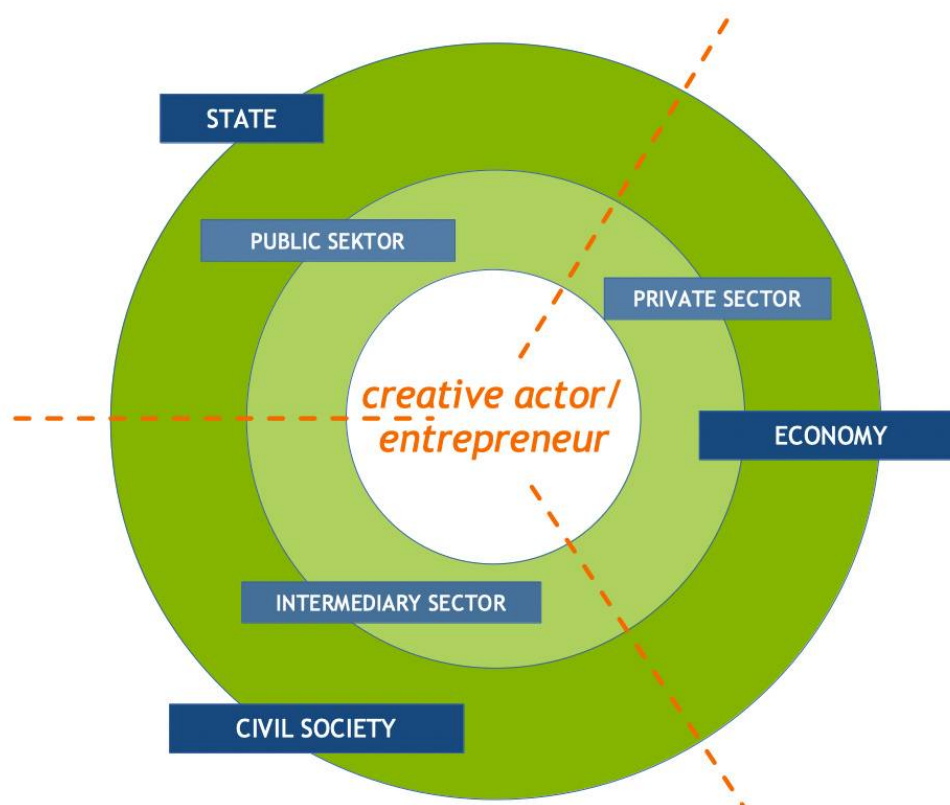 STATE
PUBLIC SEKTOR
PRIVATE SECTOR
creative actor/
entrepreneur
ECONOMY
INTERMEDIARY SECTOR
CIVIL SOCIETY